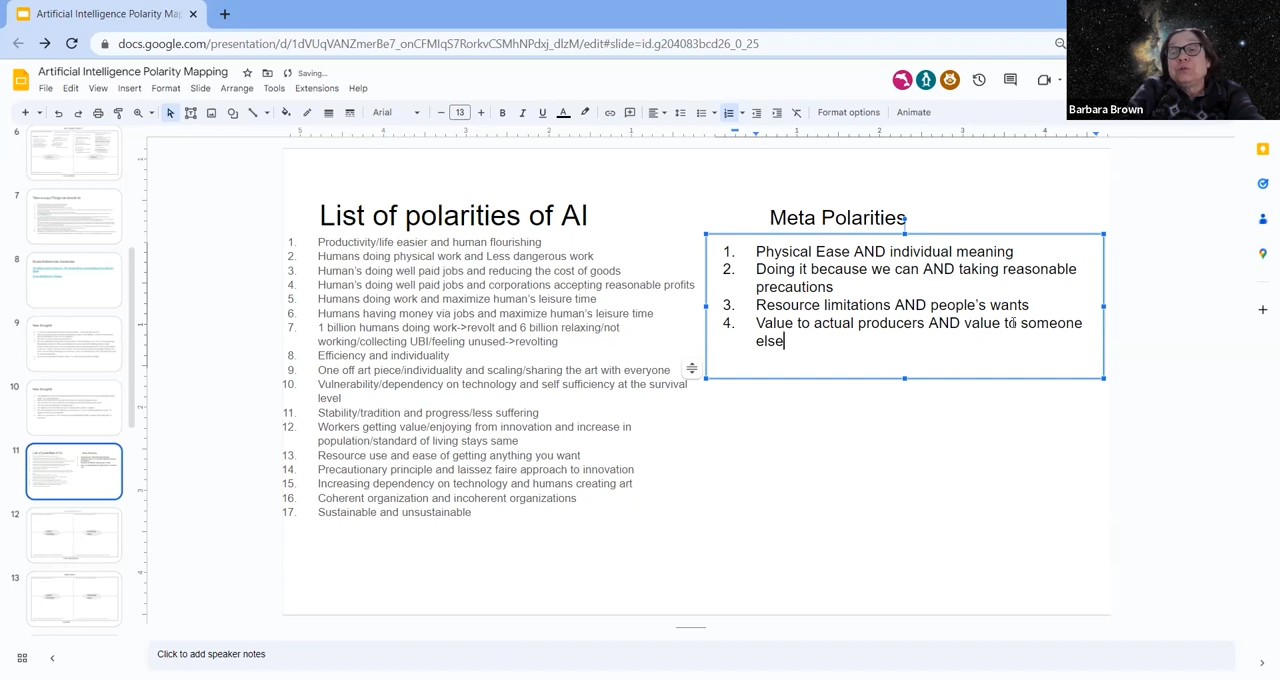 Artificial Intelligence Polarity Map
docs.google.com/presentation/d/1dVUqVANZmerBe7_onCFMIqS7RorkvCSMhNPdxj_dlzM/edit#slide=id.g204083bcd26_0_25
Artificial Intelligence Polarity Mapping
Saving...
File Edit View Insert Format Slide Arrange Tools Extensions Help
Arial 13 Format options Animate
Barbara Brown
6
7
8
9
10
11
12
13
List of polarities of AI
1. Productivity/life easier and human flourishing
2. Humans doing physical work and less dangerous work
3. Human's doing well paid jobs and reducing the cost of goods
4. Human's doing well paid jobs and corporations accepting reasonable profits
5. Humans doing work and maximize human's leisure time
6. Humans having money via jobs and maximize human's leisure time
7. 1 billion humans doing work->revolt and 6 billion relaxing/not
working/collecting UBI/feeling unused->revolting
8. Efficiency and individuality
9. One off art piece/individuality and scaling/sharing the art with everyone
10. Vulnerability/dependency on technology and self sufficiency at the survival
level
11. Stability/tradition and progress/less suffering
12. Workers getting value/enjoying from innovation and increase in
population/standard of living stays same
13. Resource use and ease of getting anything you want
14. Precautionary principle and laissez faire approach to innovation
15. Increasing dependency on technology and humans creating art
16. Coherent organization and incoherent organizations
17. Sustainable and unsustainable
Meta Polarities
1. Physical Ease AND individual meaning
2. Doing it because we can AND taking reasonable
precautions
3. Resource limitations AND people's wants
4. Value to actual producers AND value to someone
else
Click to add speaker notes